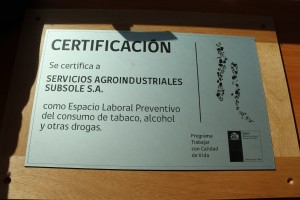 CERTIFICACIÓN
Se certifica a
SERVICIOS AGROINDUSTRIALES
SUBSOLE S.A.
como Espacio Laboral Preventivo
del consumo de tabaco, alcohol
y otras drogas.
Programa
Trabajar
con Calidad
de Vida